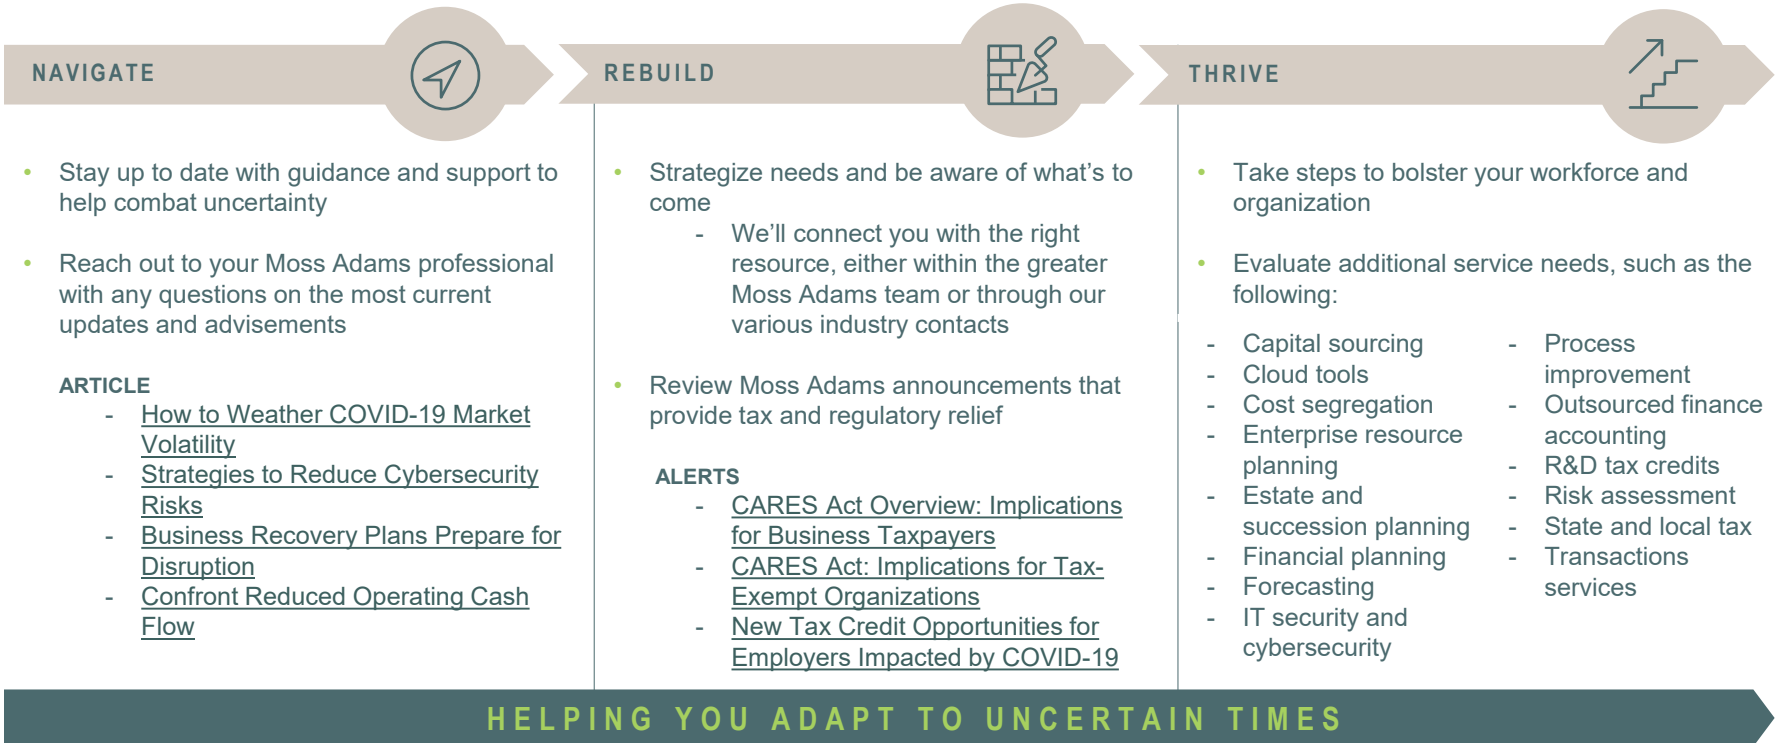 NAVIGATE
• Stay up to date with guidance and support to
help combat uncertainty
• Reach out to your Moss Adams professional
with any questions on the most current
updates and advisements
ARTICLE
- How to Weather COVID-19 Market
Volatility
- Strategies to Reduce Cybersecurity
Risks
- Business Recovery Plans Prepare for
Disruption
- Confront Reduced Operating Cash
Flow
REBUILD
• Strategize needs and be aware of what’s to
come
- We’ll connect you with the right
resource, either within the greater
Moss Adams team or through our
various industry contacts
• Review Moss Adams announcements that
provide tax and regulatory relief
ALERTS
- CARES Act Overview: Implications
for Business Taxpayers
- CARES Act: Implications for Tax-
Exempt Organizations
- New Tax Credit Opportunities for
Employers Impacted by COVID-19
THRIVE
• Take steps to bolster your workforce and
organization
• Evaluate additional service needs, such as the
following:
- Capital sourcing
- Cloud tools
- Cost segregation
- Enterprise resource
planning
- Estate and
succession planning
- Financial planning
- Forecasting
- IT security and
cybersecurity
- Process
improvement
- Outsourced finance
accounting
- R&D tax credits
- Risk assessment
- State and local tax
- Transactions
services
HELPING YOU ADAPT TO UNCERTAIN TIMES